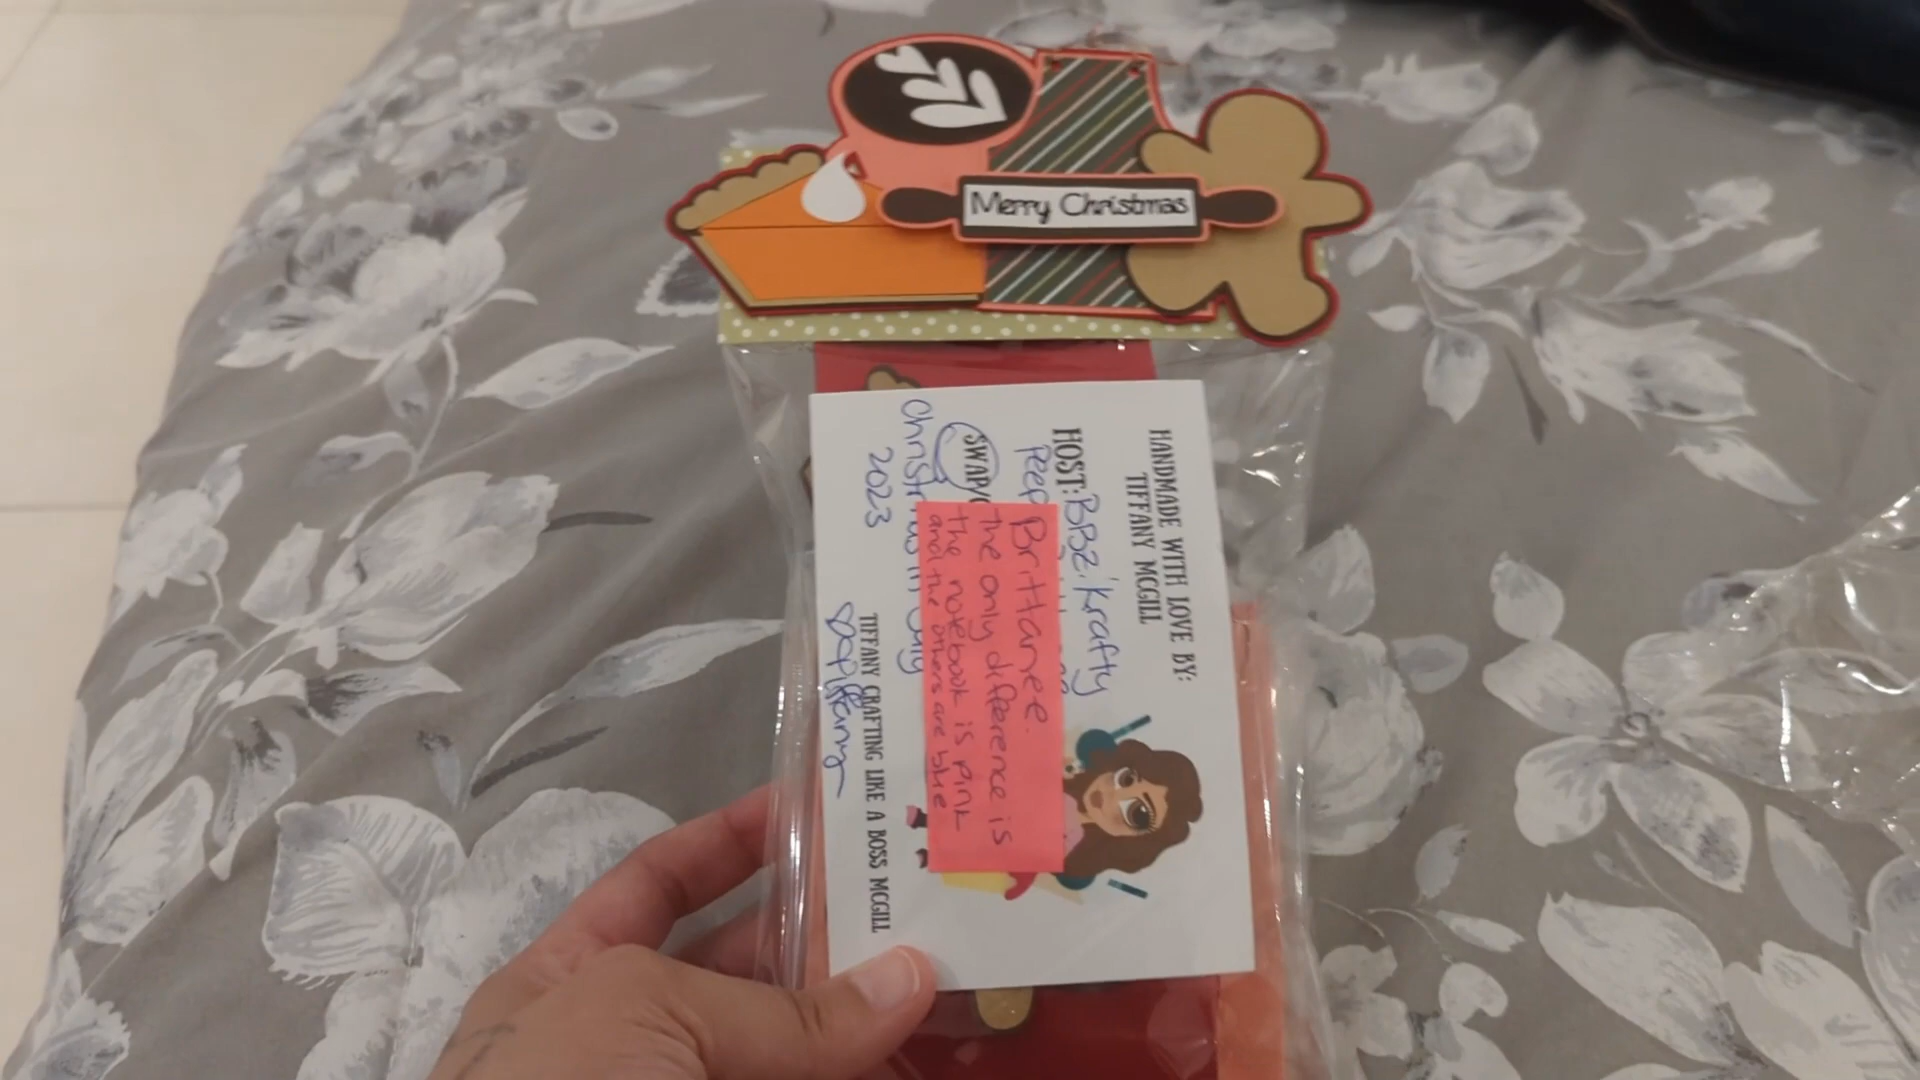 Merry Christmas
HANDMADE WITH LOVE BY:
TIFFANY MCGILL
HOST: BBZ. Krafty
Peep
SWAP/
Christmas in July
2023
Brittanee.
the only difference is
the notebook is pink
and the others are blue
TIFFANY CRAFTING LIKE A BOSS MCGILL
Tiffany